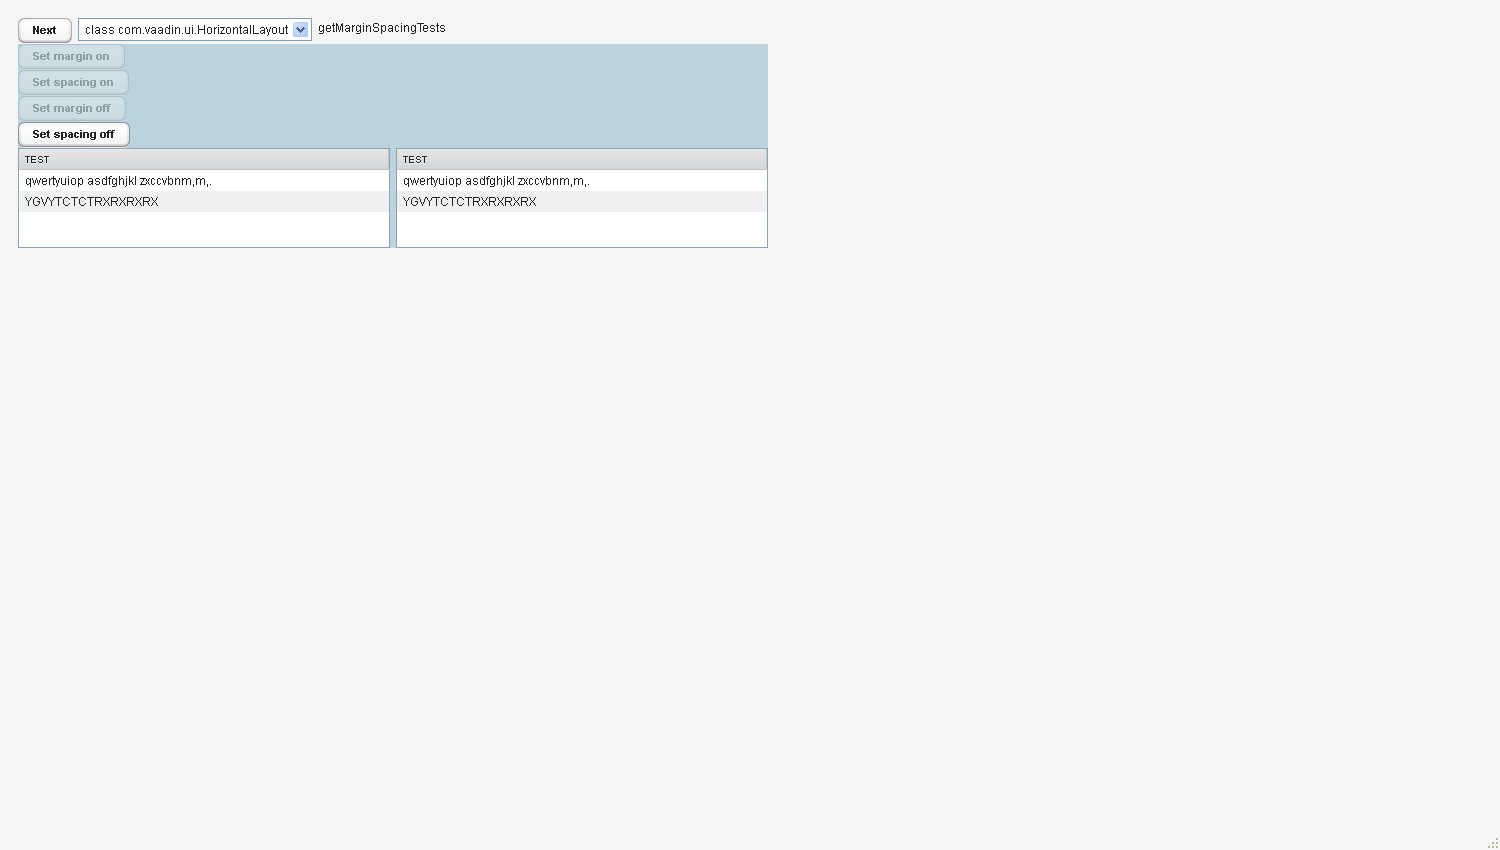 Next class com.vaadin.ui.HorizontalLayout getMarginSpacingTests
Set margin on
Set spacing on
Set margin off
Set spacing off
TEST TEST
qwertyuiop asdfghjkl zxccvbnm,m,. qwertyuiop asdfghjkl zxccvbnm,m,.
YGVYTCTCTRXRXRXRX YGVYTCTCTRXRXRXRX